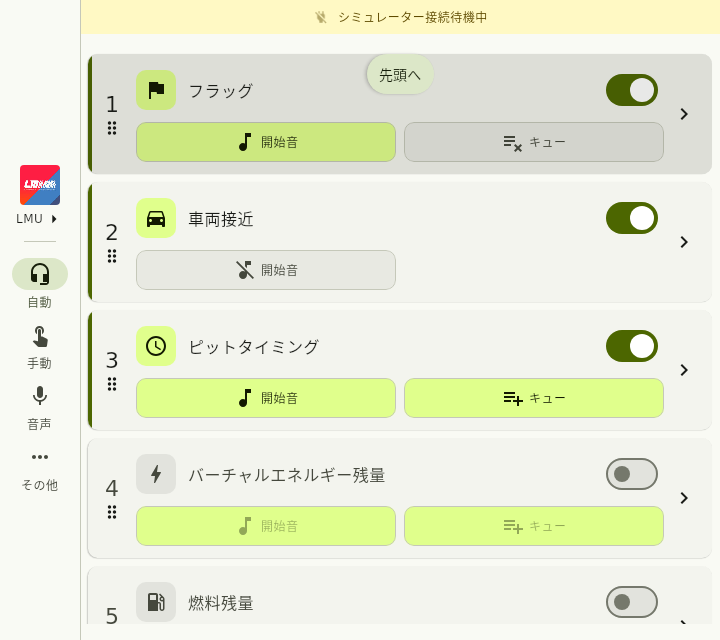 シミュレーター接続待機中
先頭へ
1
フラッグ
開始音
キュー
2
車両接近
開始音
3
ピットタイミング
開始音
キュー
4
バーチャルエネルギー残量
開始音
キュー
5
燃料残量
LMU
自動
手動
音声
その他